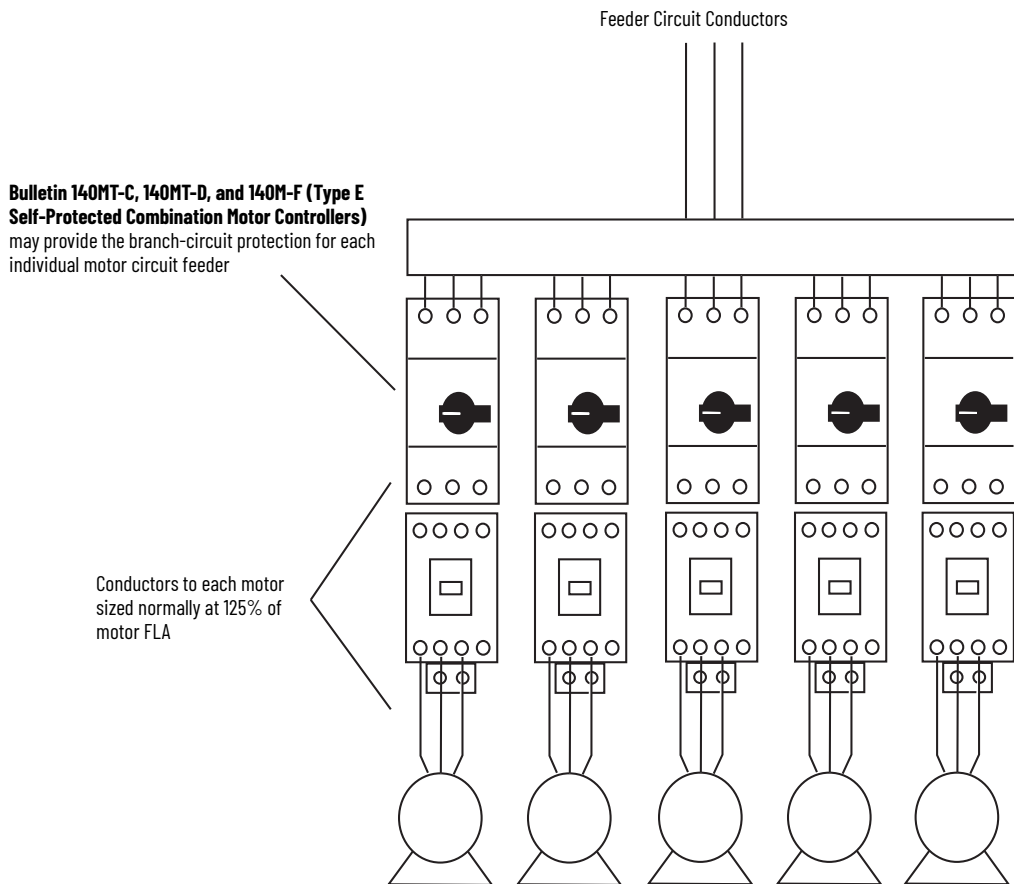 Feeder Circuit Conductors
Bulletin 140MT-C, 140MT-D, and 140M-F (Type E
Self-Protected Combination Motor Controllers)
may provide the branch-circuit protection for each
individual motor circuit feeder
Conductors to each motor
sized normally at 125% of
motor FLA